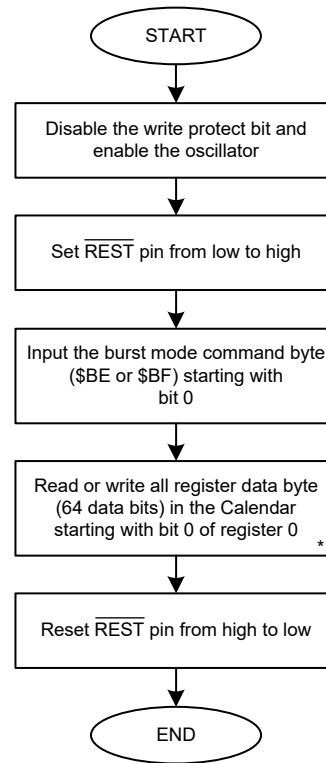 START
Disable the write protect bit and
enable the oscillator
Set R̅E̅S̅T̅ pin from low to high
Input the burst mode command byte
($BE or $BF) starting with
bit 0
Read or write all register data byte
(64 data bits) in the Calendar
starting with bit 0 of register 0
*
Reset R̅E̅S̅T̅ pin from high to low
END